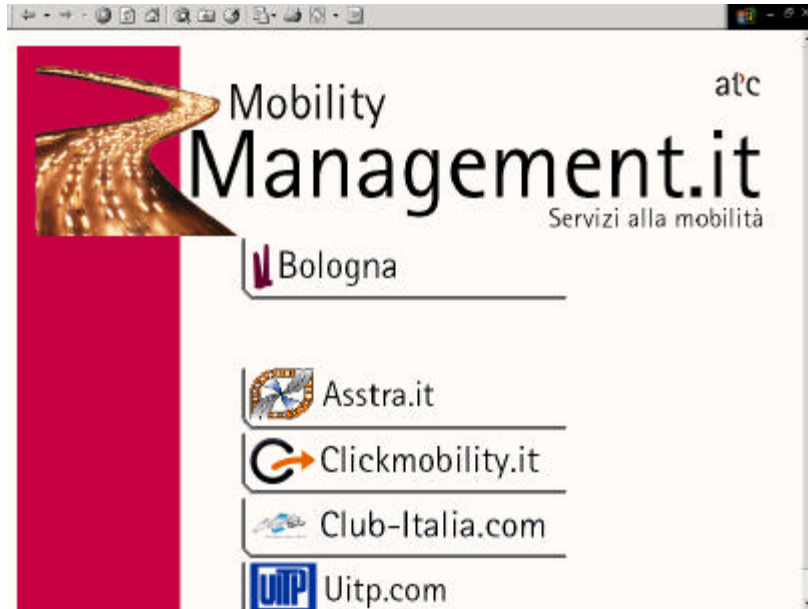 atc
Mobility
Management.it
Servizi alla mobilità
Bologna
Asstra.it
Clickmobility.it
Club-Italia.com
UITP Uitp.com